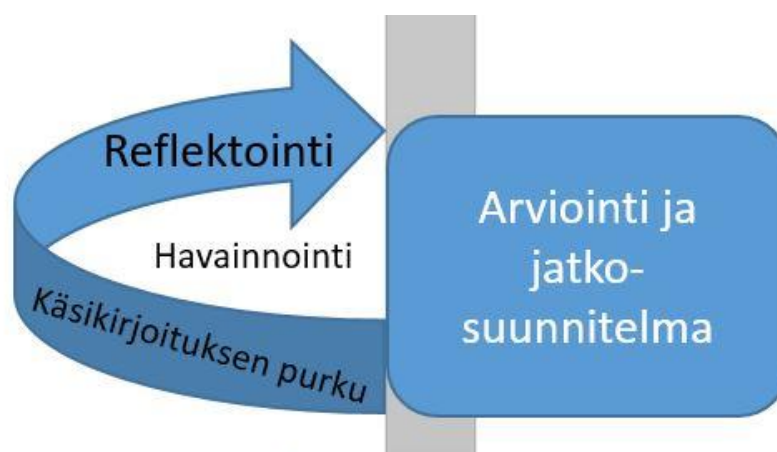 Reflektointi
Havainnointi
Käsikirjoituksen purku
Arviointi ja
jatko-
suunnitelma